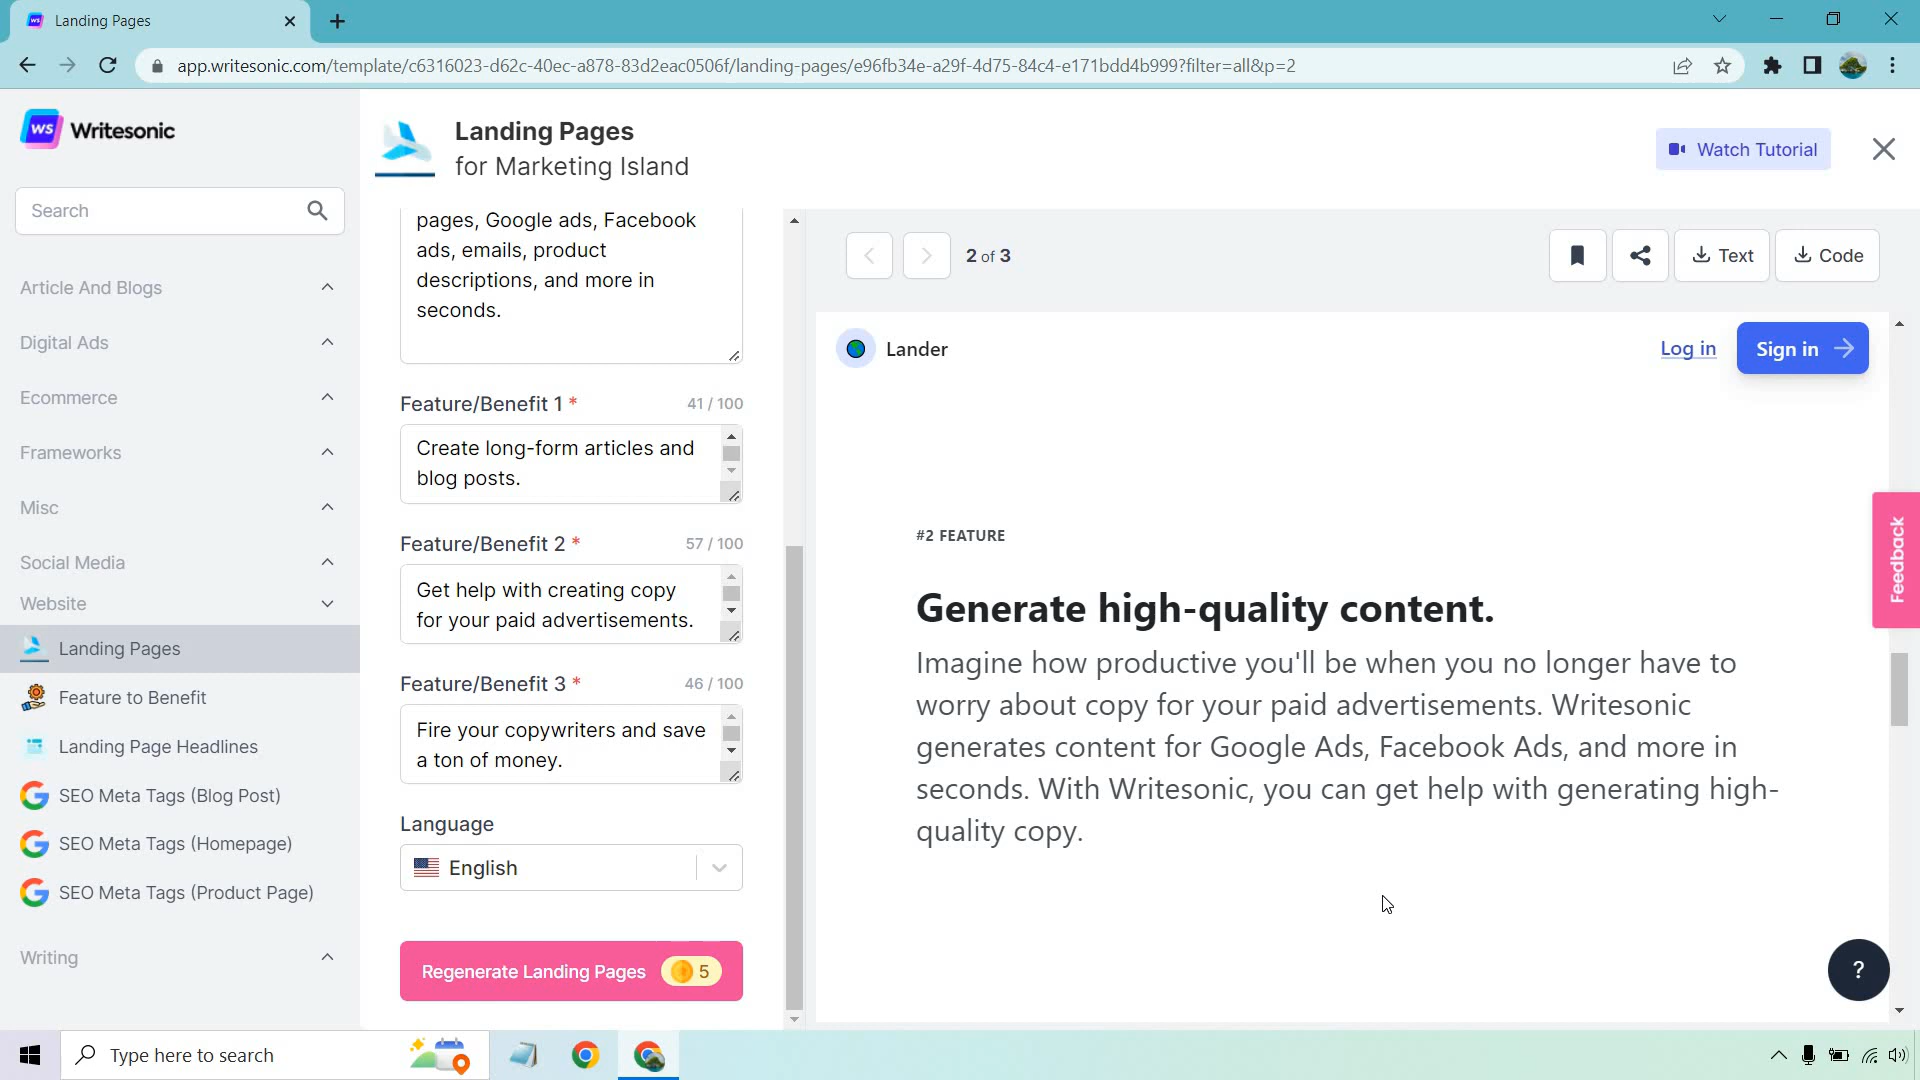 Landing Pages
app.writesonic.com/template/c6316023-d62c-40ec-a878-83d2eac0506f/landing-pages/e96fb34e-a29f-4d75-84c4-e171bdd4b999?filter=all&p=2
WS Writesonic
Search
Article And Blogs
Digital Ads
Ecommerce
Frameworks
Misc
Social Media
Website
Landing Pages
Feature to Benefit
Landing Page Headlines
SEO Meta Tags (Blog Post)
SEO Meta Tags (Homepage)
SEO Meta Tags (Product Page)
Writing
Landing Pages
for Marketing Island
Watch Tutorial
pages, Google ads, Facebook
ads, emails, product
descriptions, and more in
seconds.
Feature/Benefit 1 * 41 / 100
Create long-form articles and
blog posts.
Feature/Benefit 2 * 57 / 100
Get help with creating copy
for your paid advertisements.
Feature/Benefit 3 * 46 / 100
Fire your copywriters and save
a ton of money.
Language
English
Regenerate Landing Pages 5
2 of 3
Text
Code
Lander
Log in
Sign in
#2 FEATURE
Generate high-quality content.
Imagine how productive you'll be when you no longer have to
worry about copy for your paid advertisements. Writesonic
generates content for Google Ads, Facebook Ads, and more in
seconds. With Writesonic, you can get help with generating high-
quality copy.
Feedback
?
Type here to search